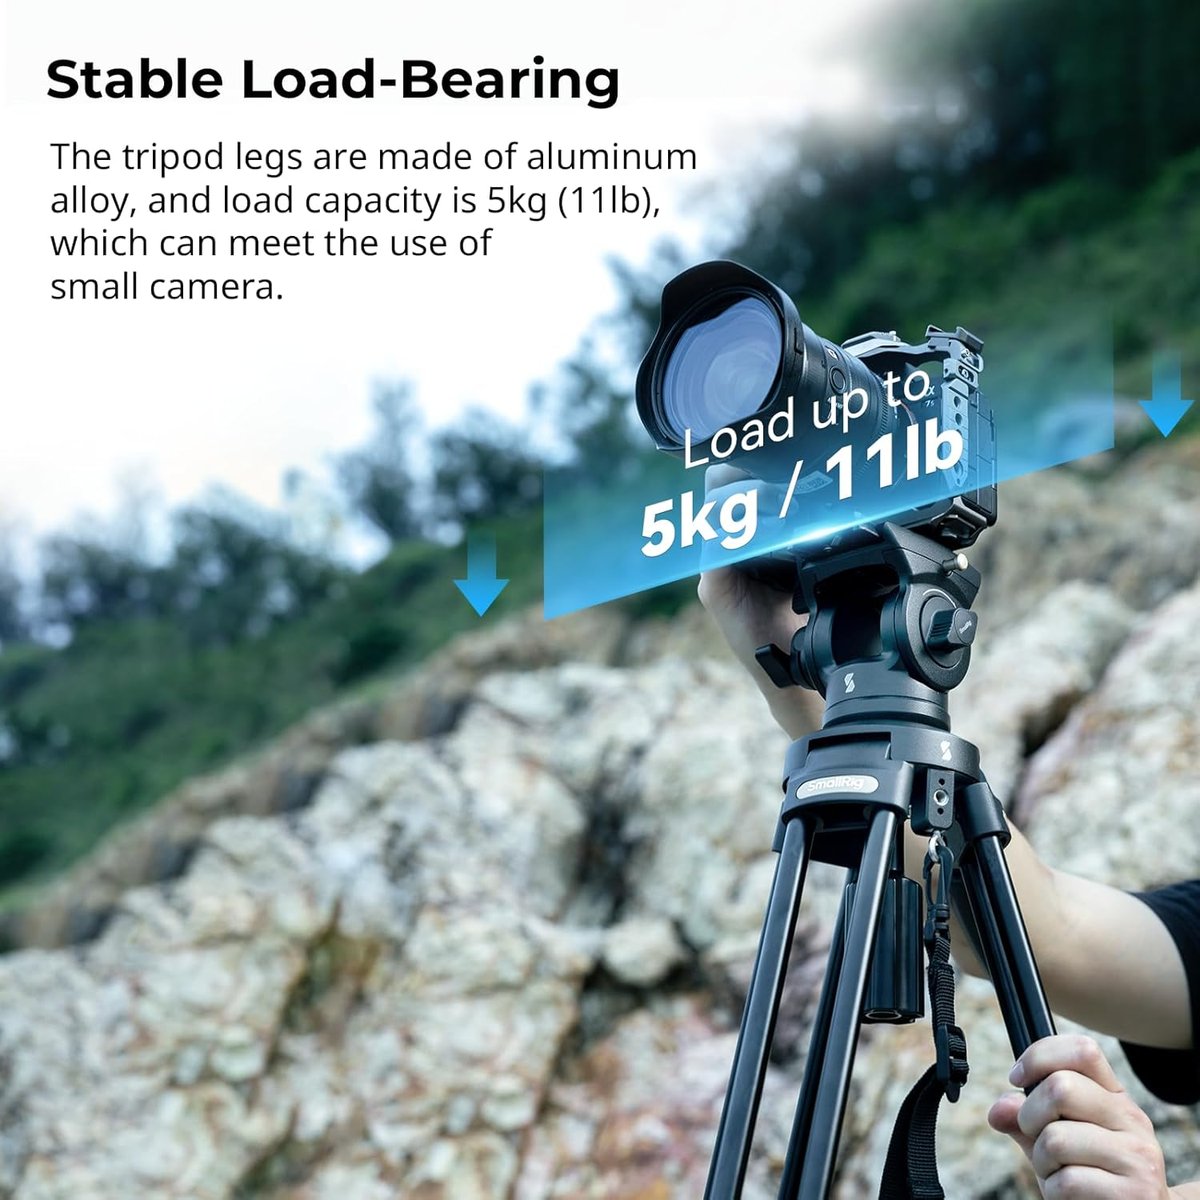 Stable Load-Bearing
The tripod legs are made of aluminum
alloy, and load capacity is 5kg (11lb),
which can meet the use of
small camera.
Load up to
5kg / 11lb
SmallRig